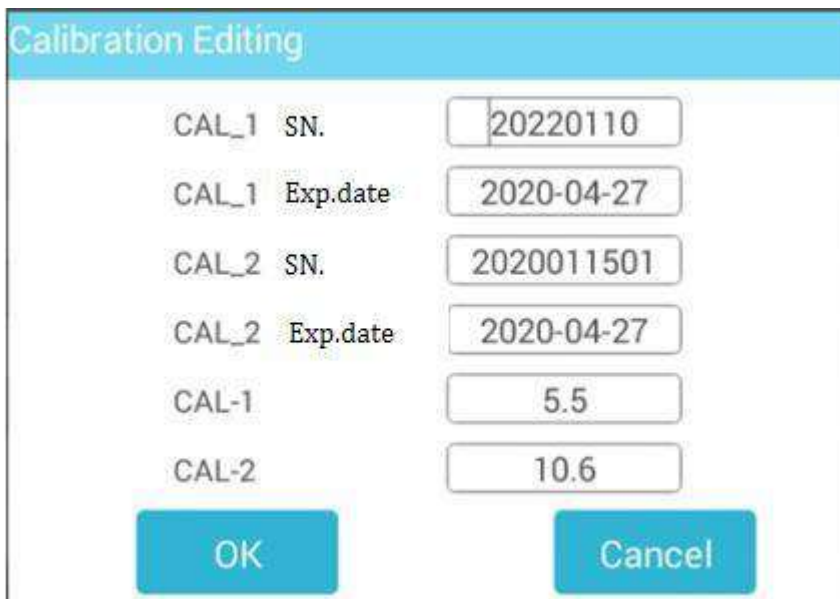 Calibration Editing
CAL_1 SN. 20220110
CAL_1 Exp.date 2020-04-27
CAL_2 SN. 2020011501
CAL_2 Exp.date 2020-04-27
CAL-1 5.5
CAL-2 10.6
OK Cancel